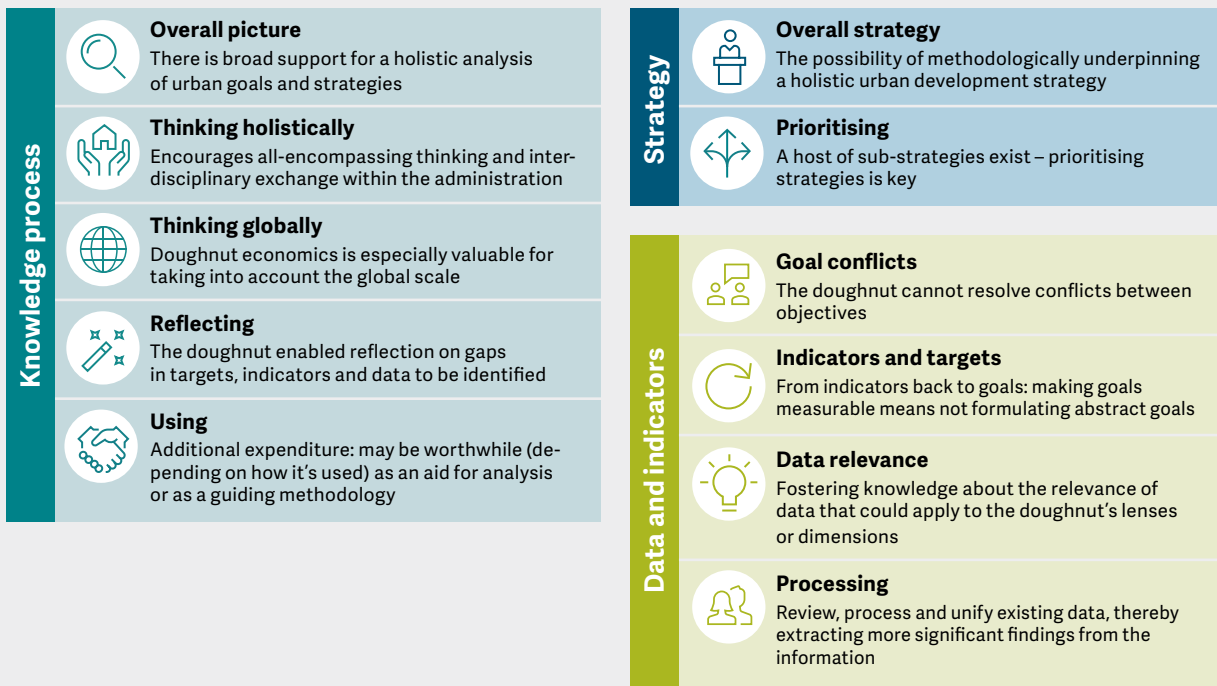 Knowledge process
Overall picture
There is broad support for a holistic analysis
of urban goals and strategies
Thinking holistically
Encourages all-encompassing thinking and inter-
disciplinary exchange within the administration
Thinking globally
Doughnut economics is especially valuable for
taking into account the global scale
Reflecting
The doughnut enabled reflection on gaps
in targets, indicators and data to be identified
Using
Additional expenditure: may be worthwhile (de-
pending on how it’s used) as an aid for analysis
or as a guiding methodology
Strategy
Overall strategy
The possibility of methodologically underpinning
a holistic urban development strategy
Prioritising
A host of sub-strategies exist – prioritising
strategies is key
Data and indicators
Goal conflicts
The doughnut cannot resolve conflicts between
objectives
Indicators and targets
From indicators back to goals: making goals
measurable means not formulating abstract goals
Data relevance
Fostering knowledge about the relevance of
data that could apply to the doughnut’s lenses
or dimensions
Processing
Review, process and unify existing data, thereby
extracting more significant findings from the
information